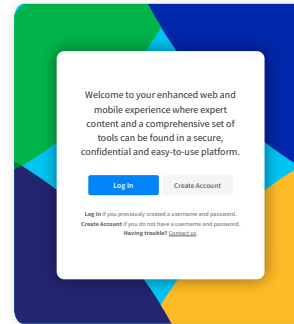 Welcome to your enhanced web and
mobile experience where expert
content and a comprehensive set of
tools can be found in a secure,
confidential and easy-to-use platform.
Log In
Create Account
Log In if you previously created a username and password.
Create Account if you do not have a username and password.
Having trouble? Contact us.